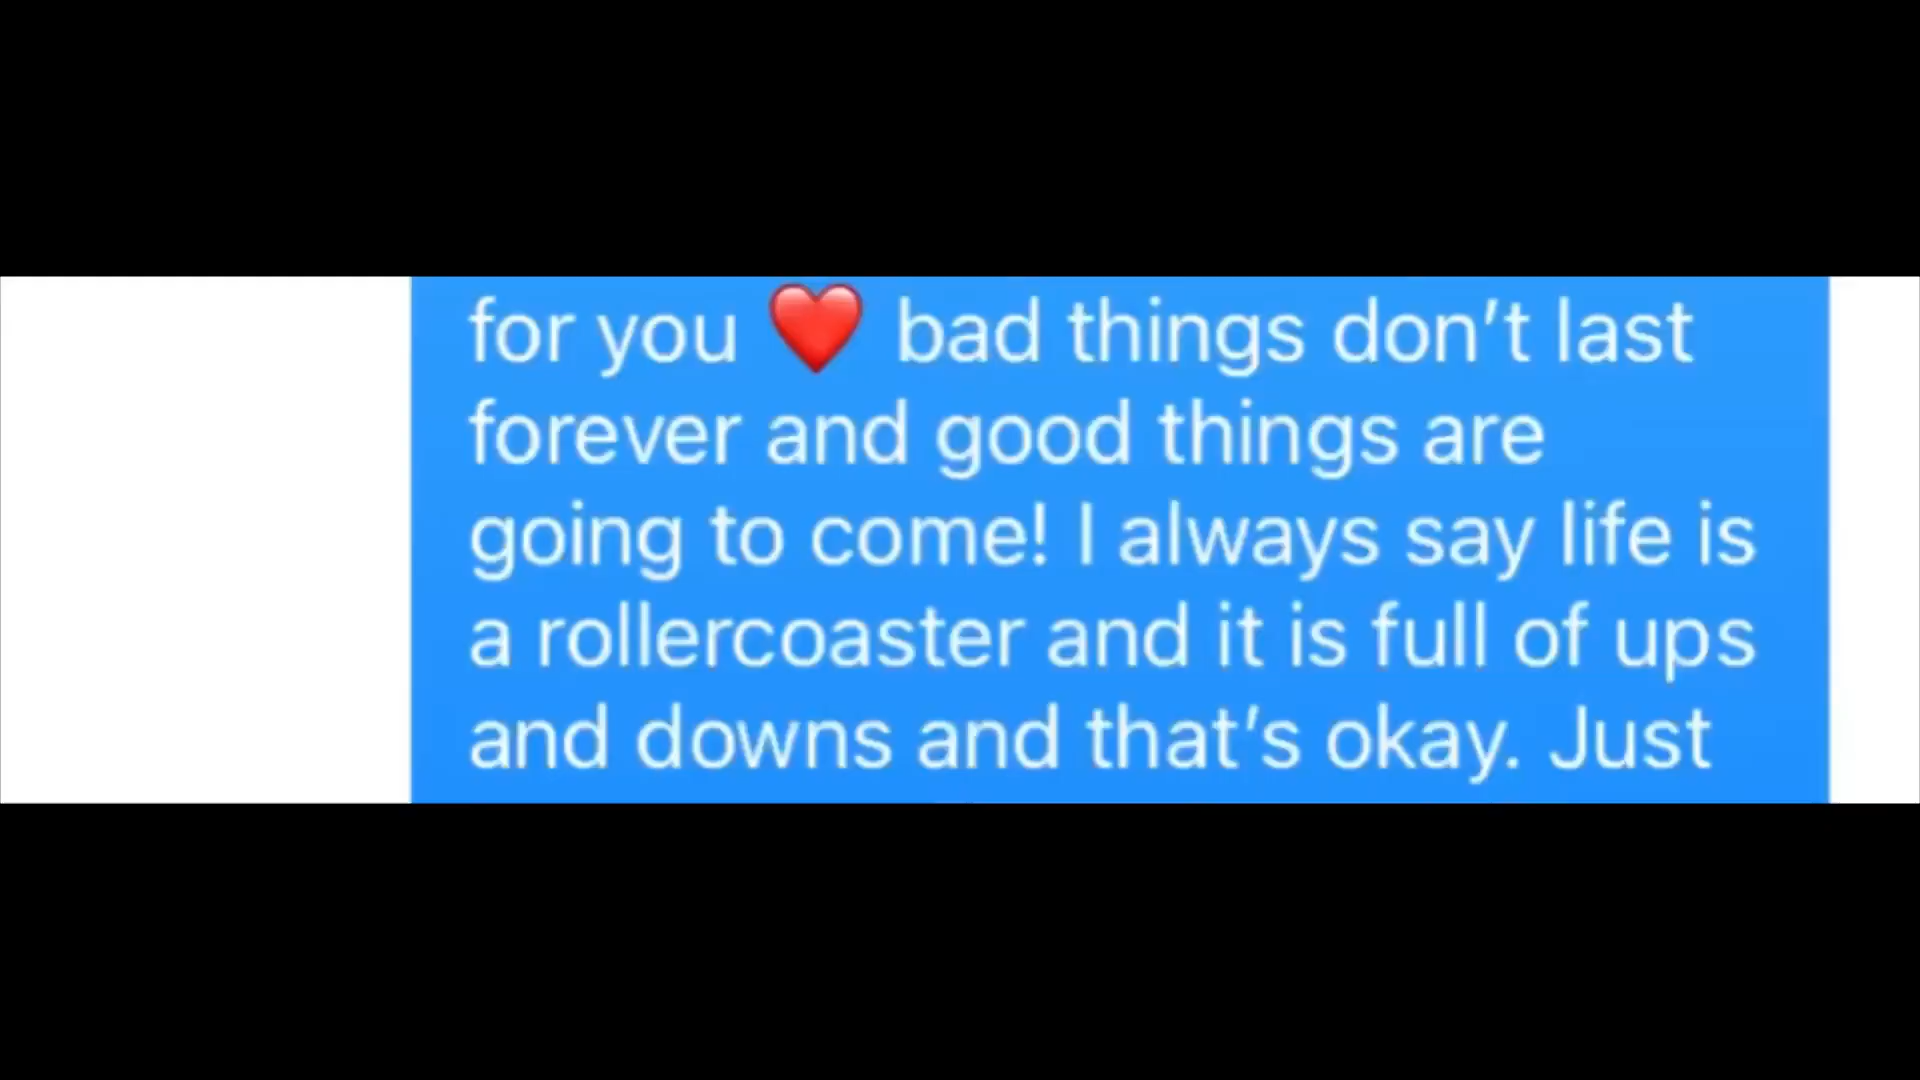 for you ❤️ bad things don’t last
forever and good things are
going to come! I always say life is
a rollercoaster and it is full of ups
and downs and that’s okay. Just